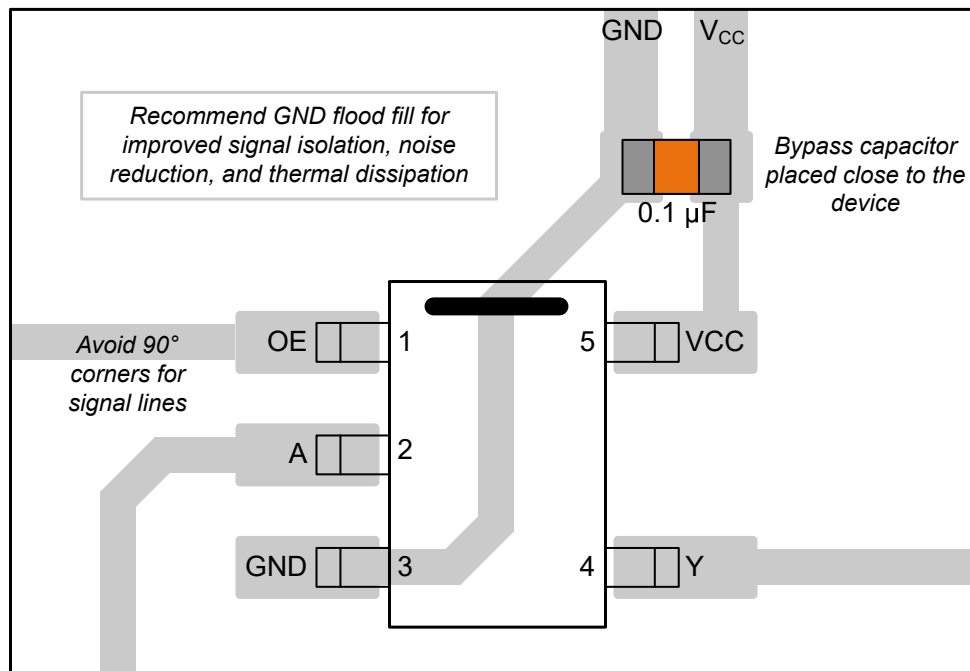 GND
V_CC
Recommend GND flood fill for
improved signal isolation, noise
reduction, and thermal dissipation
Bypass capacitor
placed close to the
device
0.1 µF
OE
1
5
VCC
Avoid 90°
corners for
signal lines
A
2
GND
3
4
Y